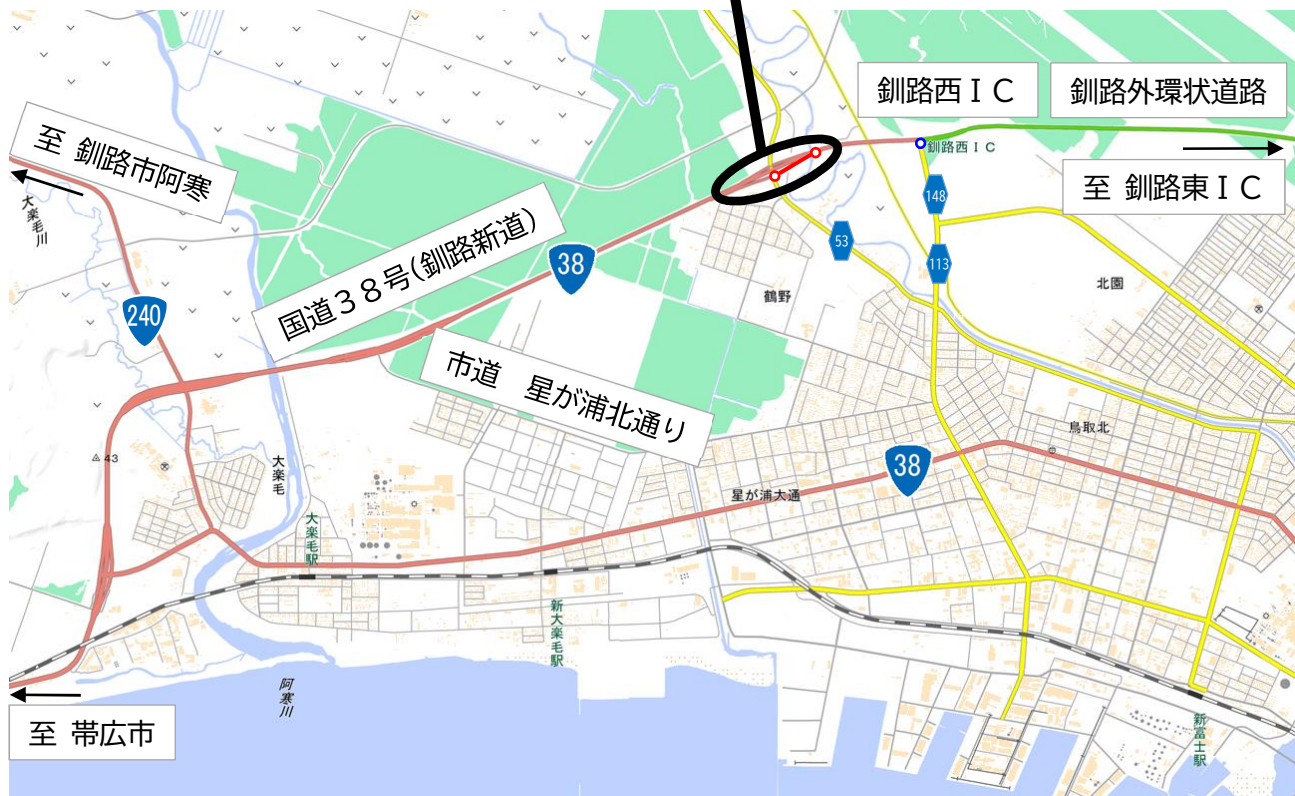 釧路西ＩＣ
釧路外環状道路
至 釧路市阿寒
釧路西ＩＣ
至 釧路東ＩＣ
大楽毛川
148
国道３８号(釧路新道)
38
53
113
北園
240
鶴野
市道　星が浦北通り
43
大楽毛
鳥取北
38
星が浦大通
大楽毛駅
新大楽毛駅
阿寒川
至 帯広市
新富士駅